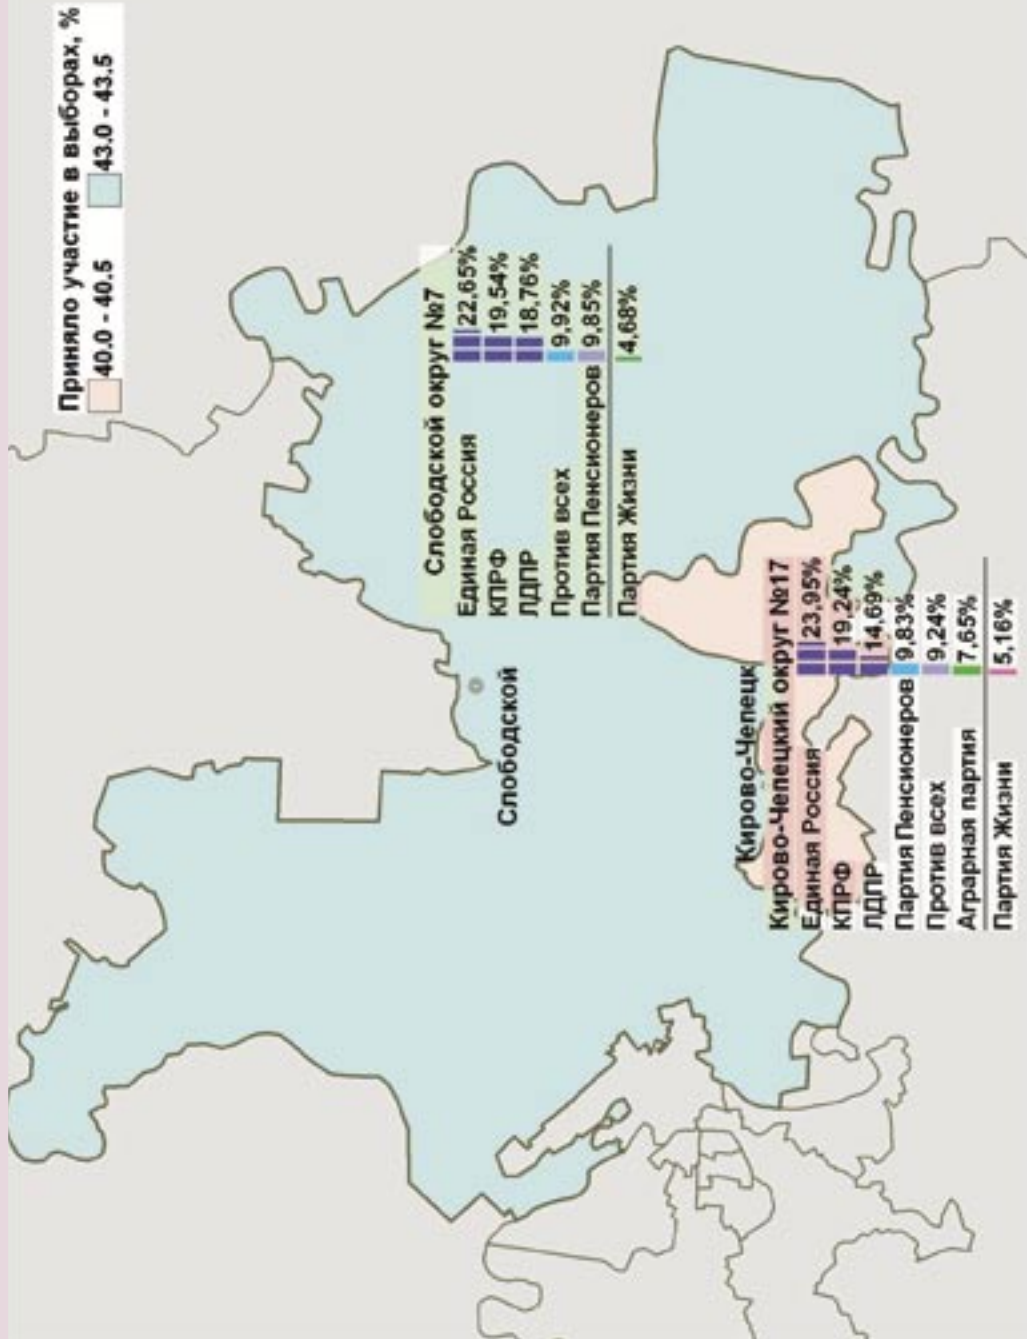 Приняло участие в выборах, %
40.0 - 40.5 43.0 - 43.5
Слободской округ №7
Единая Россия 22,65%
КПРФ 19,54%
ЛДПР 18,76%
Против всех 9,92%
Партия Пенсионеров 9,85%
Партия Жизни 4,68%
Слободской
Кирово-Чепецк
Кирово-Чепецкий округ №17
Единая Россия 23,95%
КПРФ 19,24%
ЛДПР 14,69%
Партия Пенсионеров 9,83%
Против всех 9,24%
Аграрная партия 7,65%
Партия Жизни 5,16%